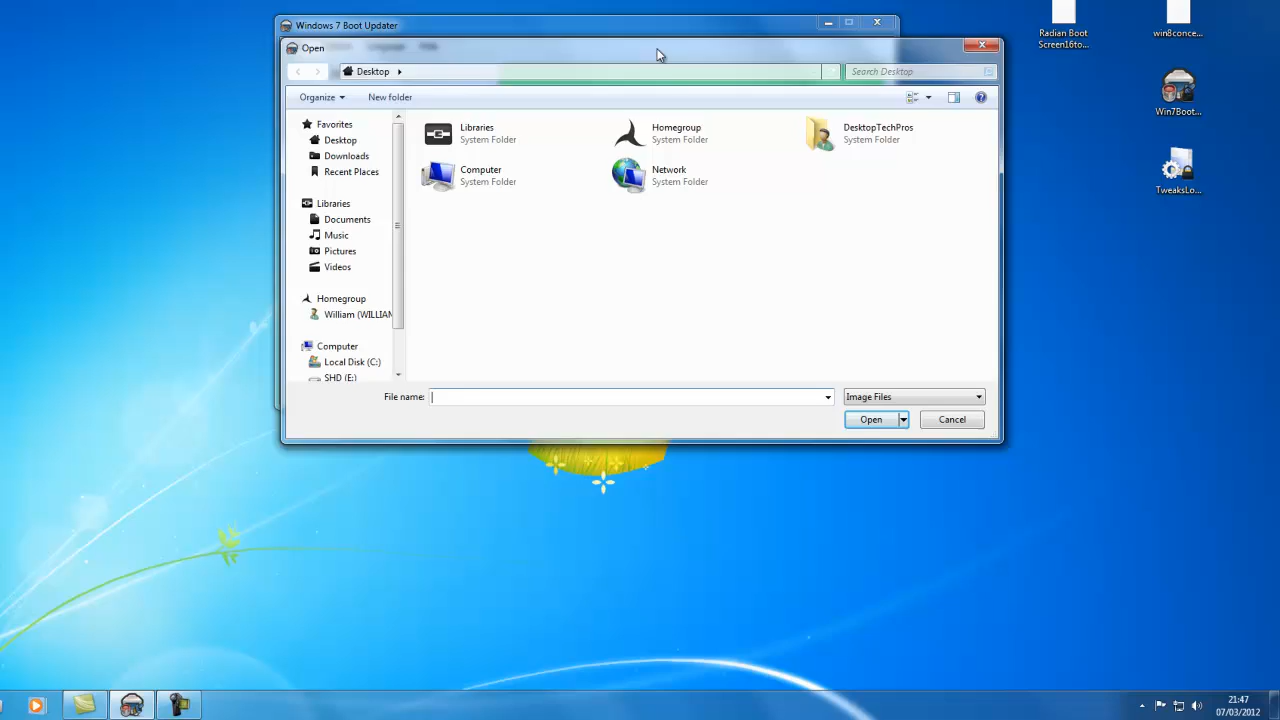 Windows 7 Boot Updater
Open
Desktop
Search Desktop
Organize
New folder
Favorites
Desktop
Downloads
Recent Places
Libraries
Documents
Music
Pictures
Videos
Homegroup
William (WILLIAN
Computer
Local Disk (C:)
SHD (E:)
Libraries
System Folder
Homegroup
System Folder
DesktopTechPros
System Folder
Computer
System Folder
Network
System Folder
File name:
Image Files
Open
Cancel
Radian Boot
Screen16to...
win8conce...
Win7Boot...
TweaksLo...
21:47
07/03/2012